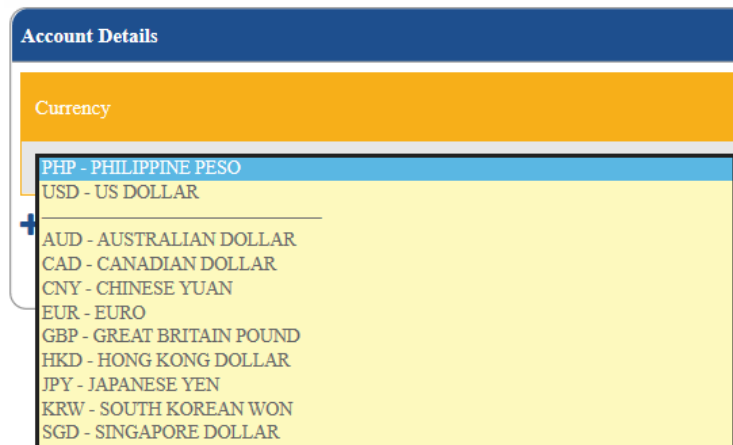 Account Details
Currency
PHP - PHILIPPINE PESO
USD - US DOLLAR
AUD - AUSTRALIAN DOLLAR
CAD - CANADIAN DOLLAR
CNY - CHINESE YUAN
EUR - EURO
GBP - GREAT BRITAIN POUND
HKD - HONG KONG DOLLAR
JPY - JAPANESE YEN
KRW - SOUTH KOREAN WON
SGD - SINGAPORE DOLLAR